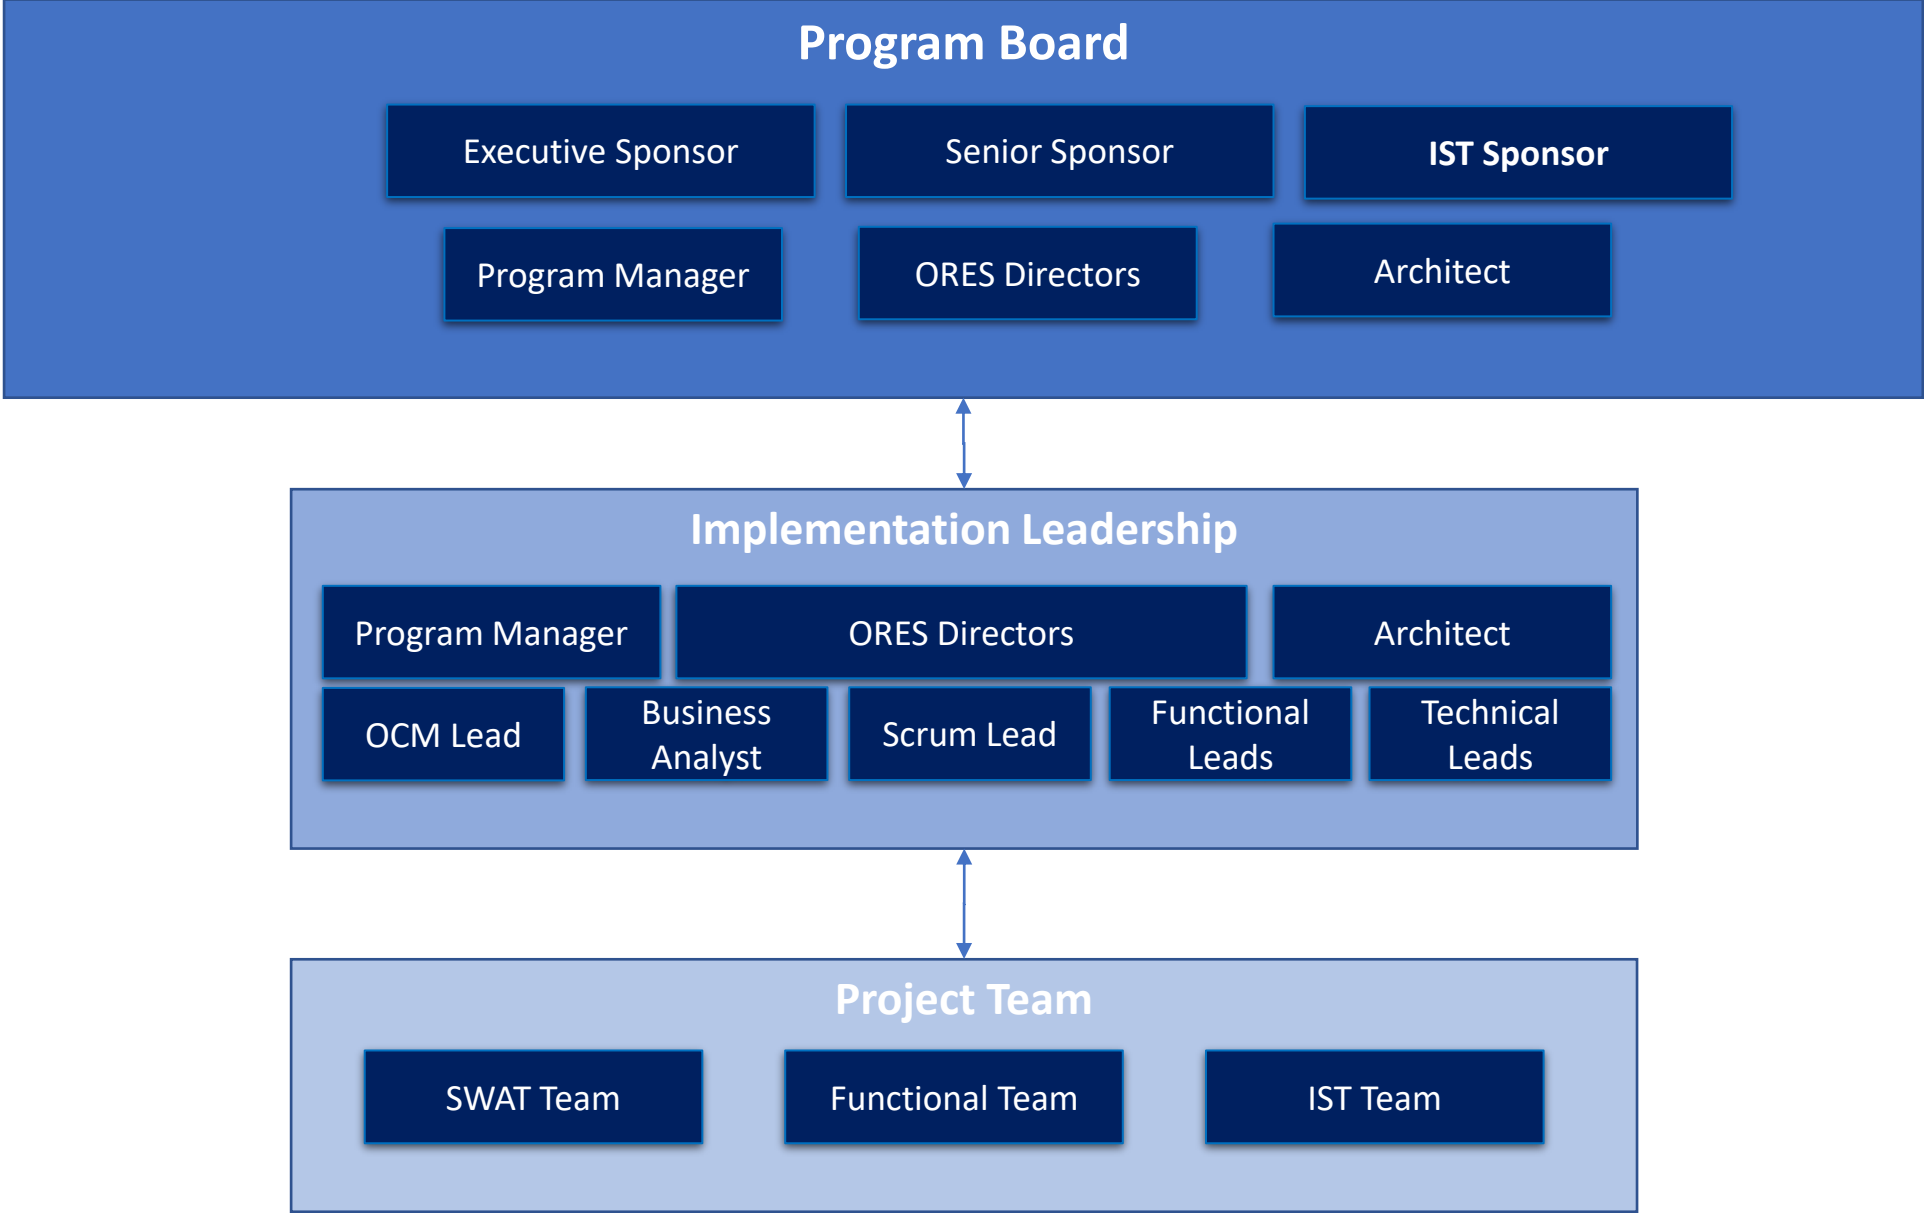 Program Board
Executive Sponsor
Senior Sponsor
IST Sponsor
Program Manager
ORES Directors
Architect
Implementation Leadership
Program Manager
ORES Directors
Architect
OCM Lead
Business
Analyst
Scrum Lead
Functional
Leads
Technical
Leads
Project Team
SWAT Team
Functional Team
IST Team